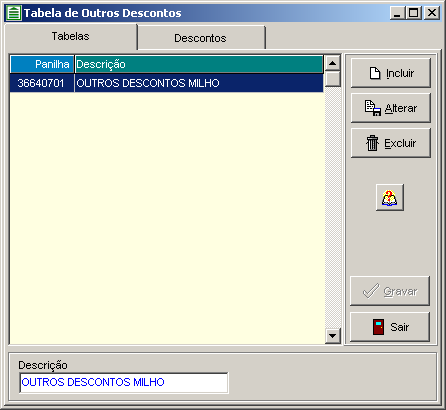 Tabela de Outros Descontos
Tabelas Descontos
Panilha Descrição
36640701 OUTROS DESCONTOS MILHO
Incluir
Alterar
Excluir
Gravar
Sair
Descrição
OUTROS DESCONTOS MILHO